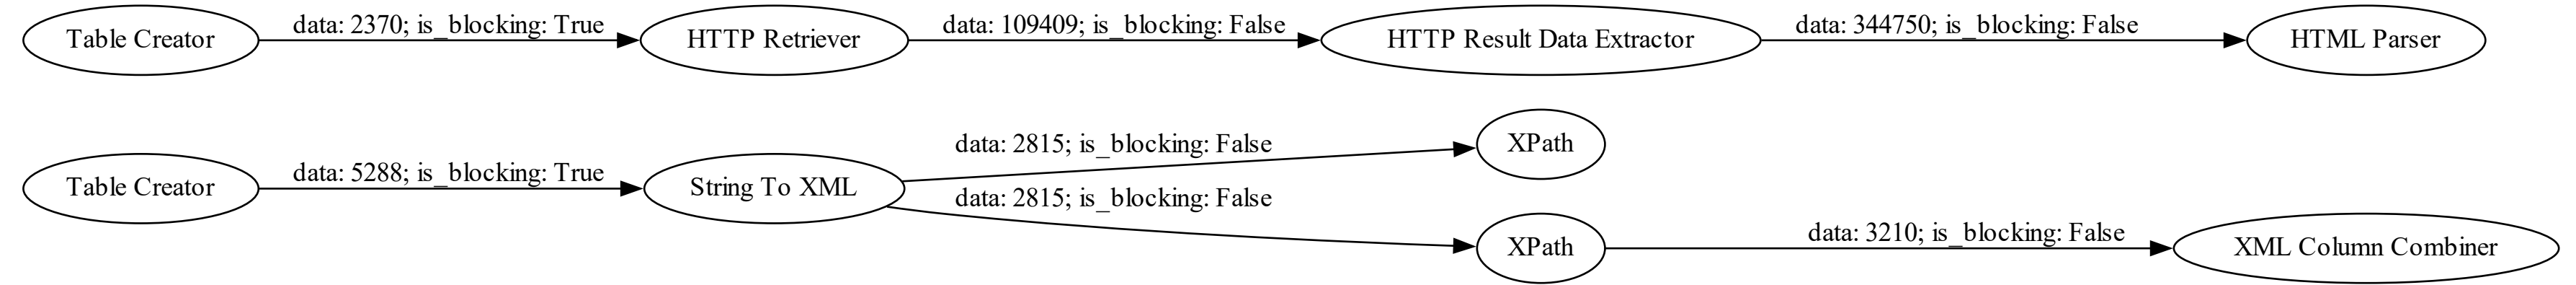 Table Creator
data: 2370; is_blocking: True
HTTP Retriever
data: 109409; is_blocking: False
HTTP Result Data Extractor
data: 344750; is_blocking: False
HTML Parser
Table Creator
data: 5288; is_blocking: True
String To XML
data: 2815; is_blocking: False
XPath
data: 2815; is_blocking: False
XPath
data: 3210; is_blocking: False
XML Column Combiner